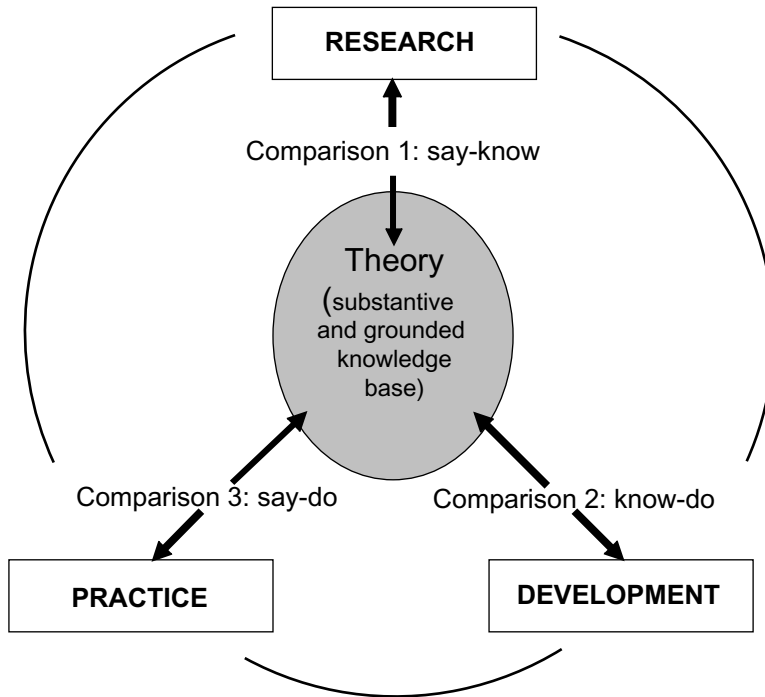 RESEARCH
Comparison 1: say-know
Theory
(substantive
and grounded
knowledge
base)
Comparison 3: say-do
Comparison 2: know-do
PRACTICE
DEVELOPMENT